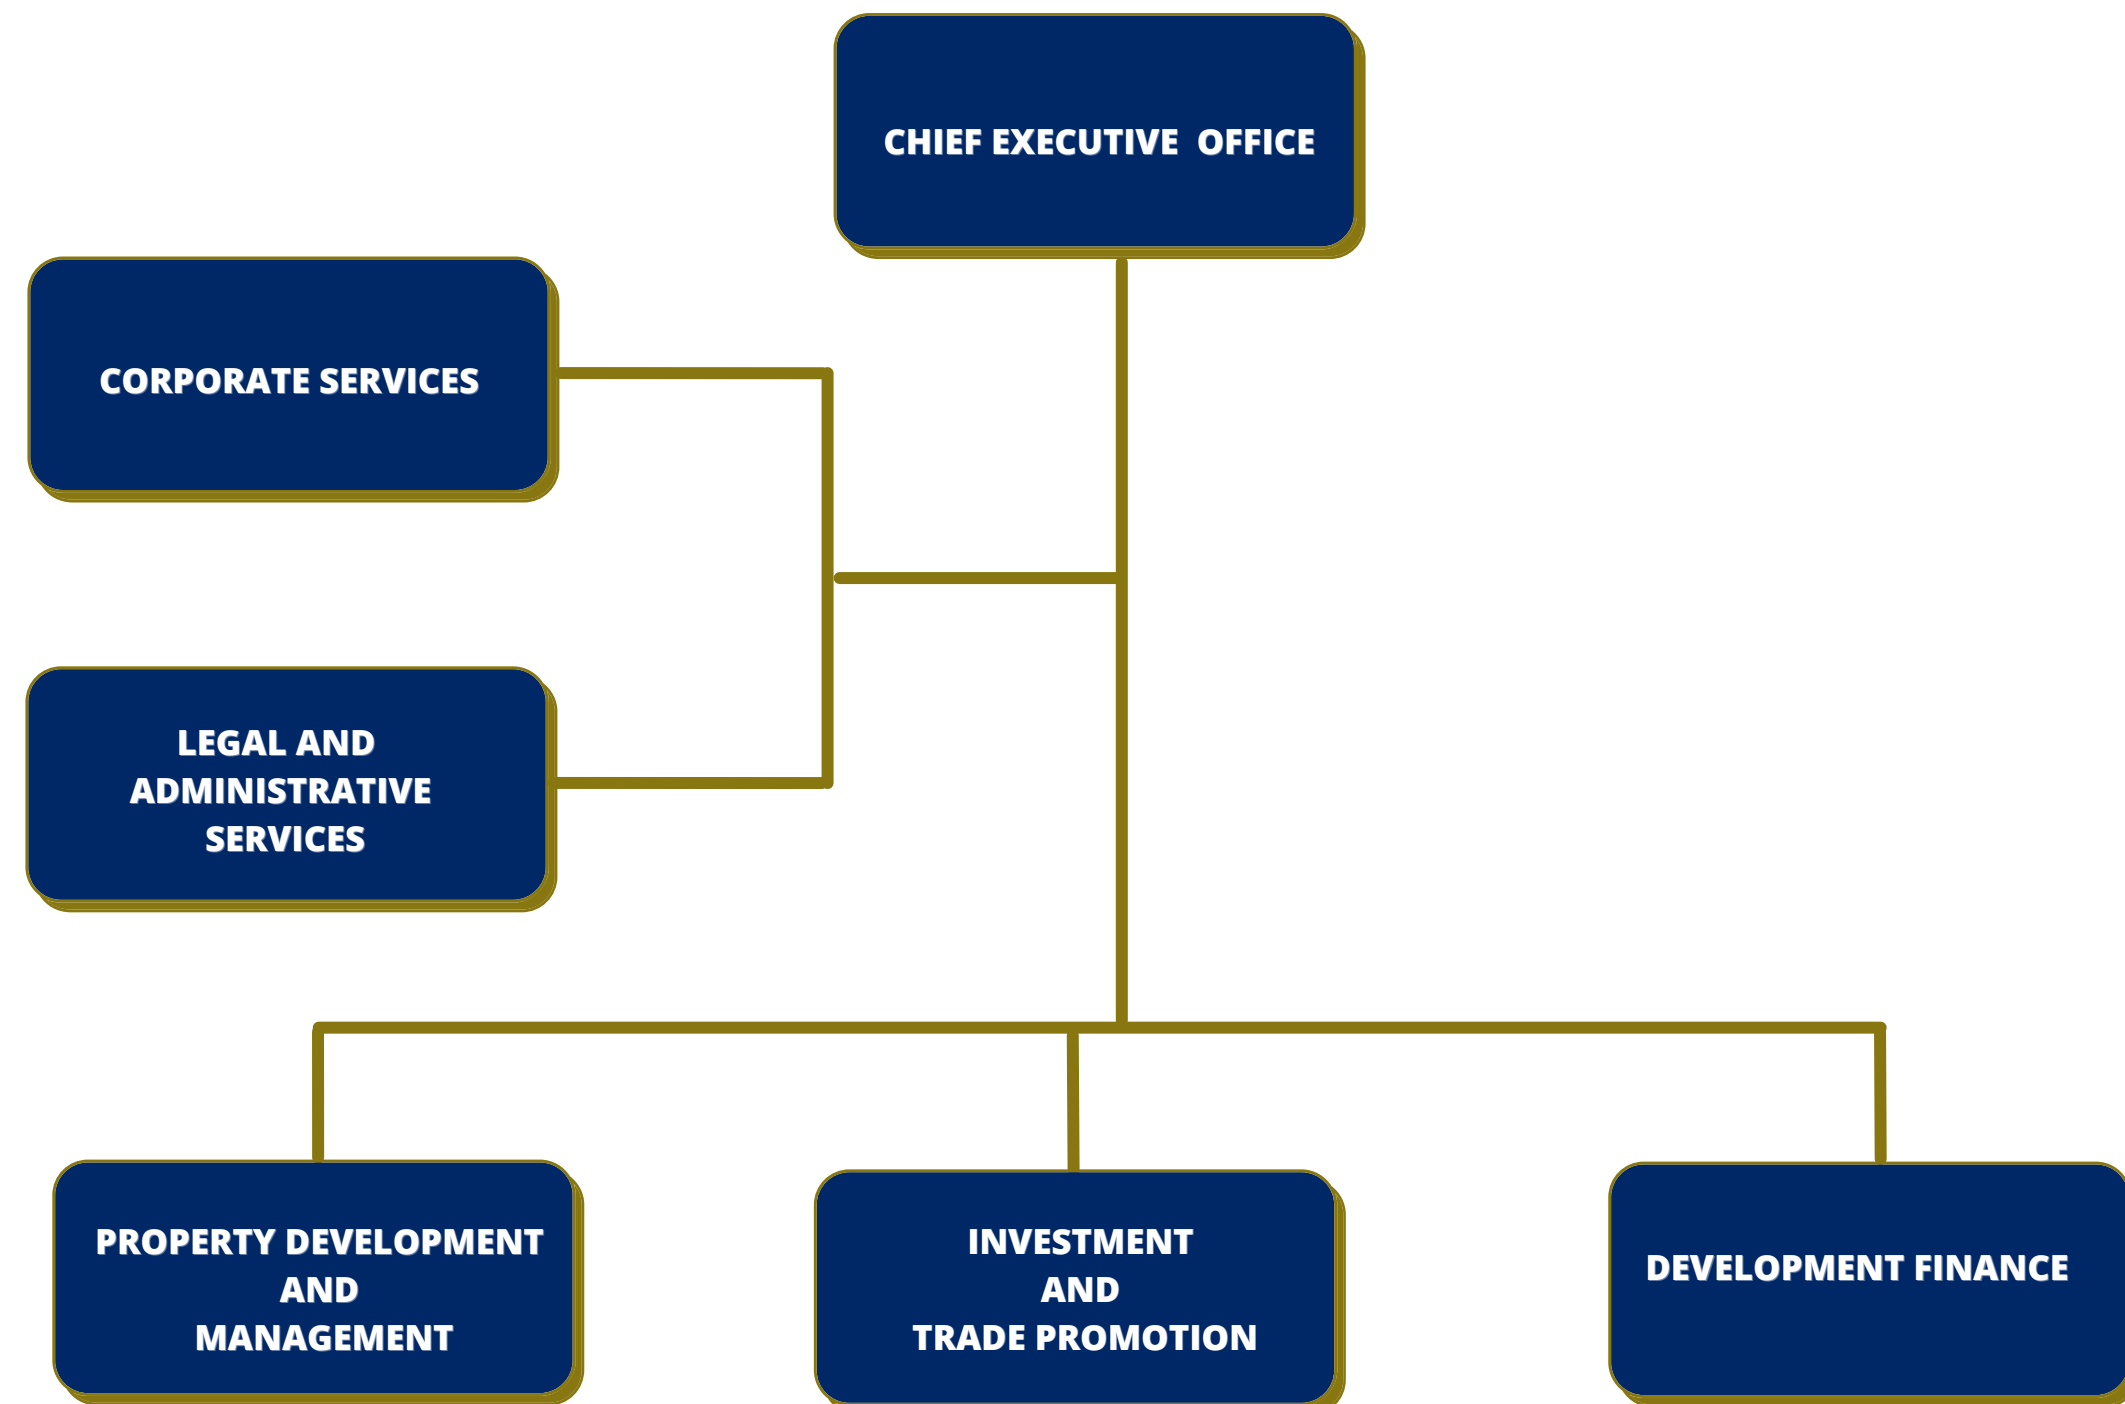 CHIEF EXECUTIVE  OFFICE
CORPORATE SERVICES
LEGAL AND
ADMINISTRATIVE
SERVICES
PROPERTY DEVELOPMENT
AND
MANAGEMENT
INVESTMENT
AND
TRADE PROMOTION
DEVELOPMENT FINANCE